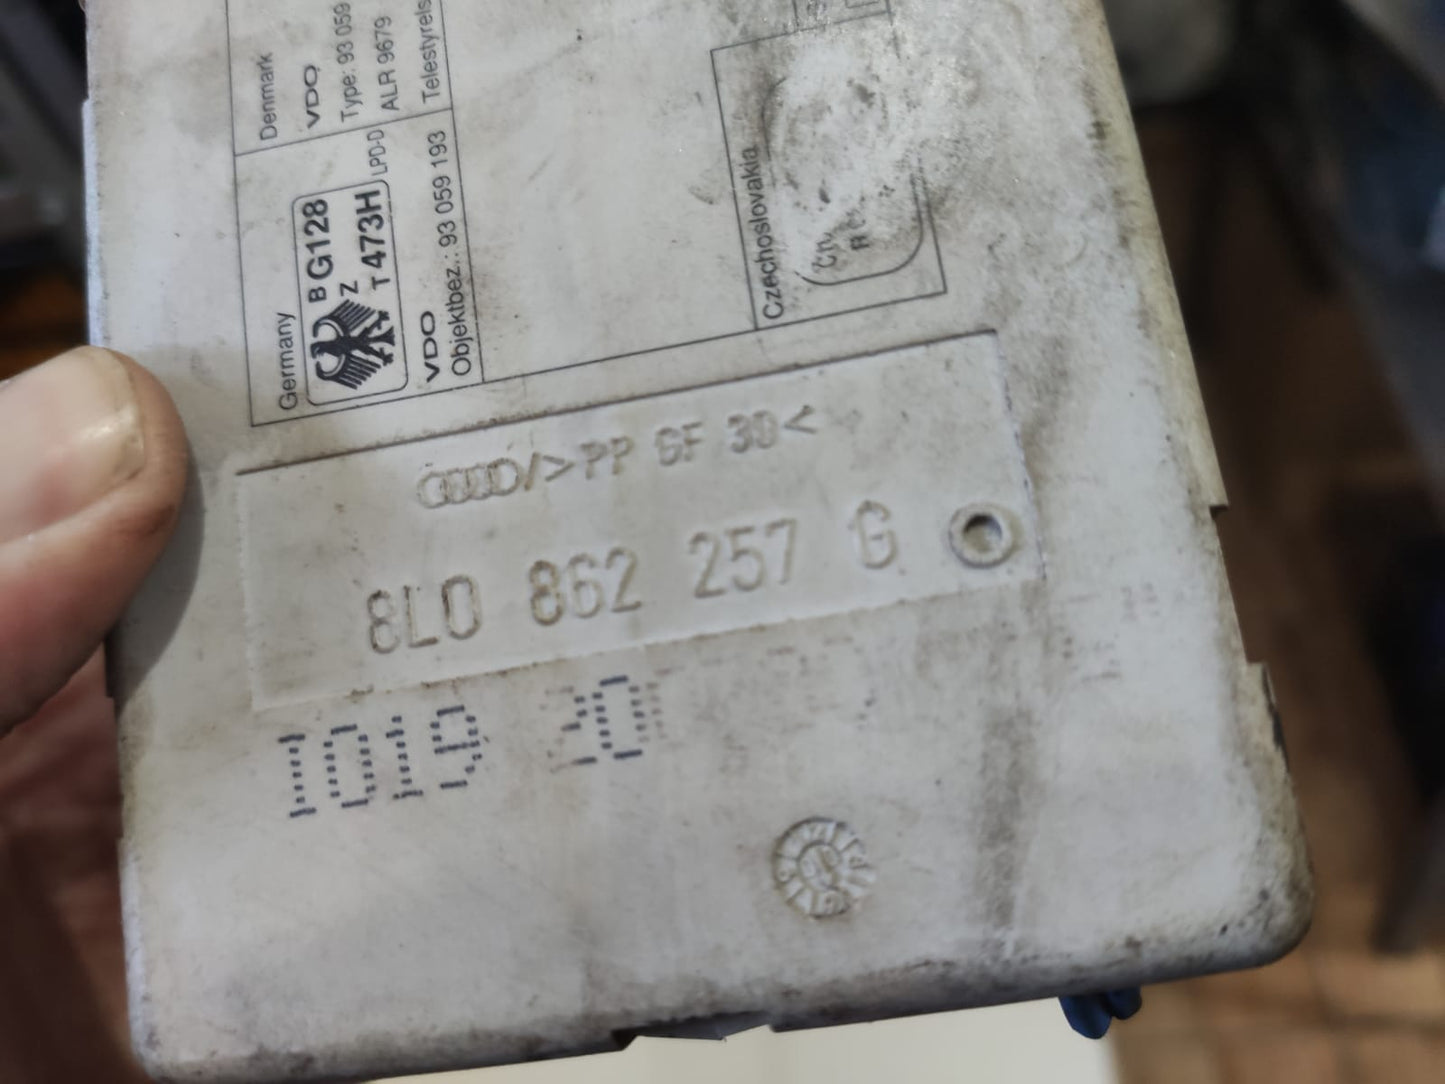 Denmark
VDO
Type: 93 059
ALR 9679
Telestyrels
Germany
B G128
Z
T 473H
LPD-D
VDO
Objektbez.: 93 059 193
Czechoslovakia
/>PP GF 30<
8L0 862 257 G